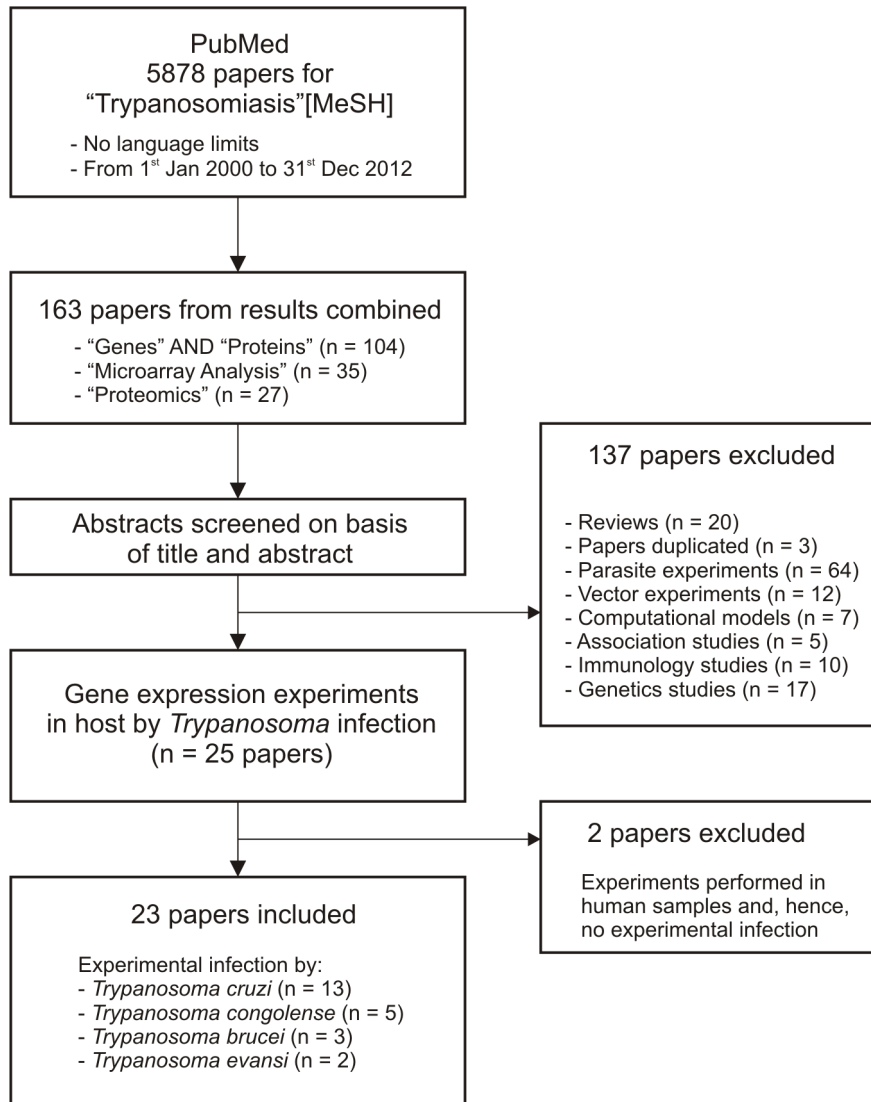 PubMed
5878 papers for
“Trypanosomiasis”[MeSH]
- No language limits
- From 1st Jan 2000 to 31st Dec 2012
163 papers from results combined
- “Genes” AND “Proteins” (n = 104)
- “Microarray Analysis” (n = 35)
- “Proteomics” (n = 27)
Abstracts screened on basis
of title and abstract
137 papers excluded
- Reviews (n = 20)
- Papers duplicated (n = 3)
- Parasite experiments (n = 64)
- Vector experiments (n = 12)
- Computational models (n = 7)
- Association studies (n = 5)
- Immunology studies (n = 10)
- Genetics studies (n = 17)
Gene expression experiments
in host by Trypanosoma infection
(n = 25 papers)
2 papers excluded
Experiments performed in
human samples and, hence,
no experimental infection
23 papers included
Experimental infection by:
- Trypanosoma cruzi (n = 13)
- Trypanosoma congolense (n = 5)
- Trypanosoma brucei (n = 3)
- Trypanosoma evansi (n = 2)